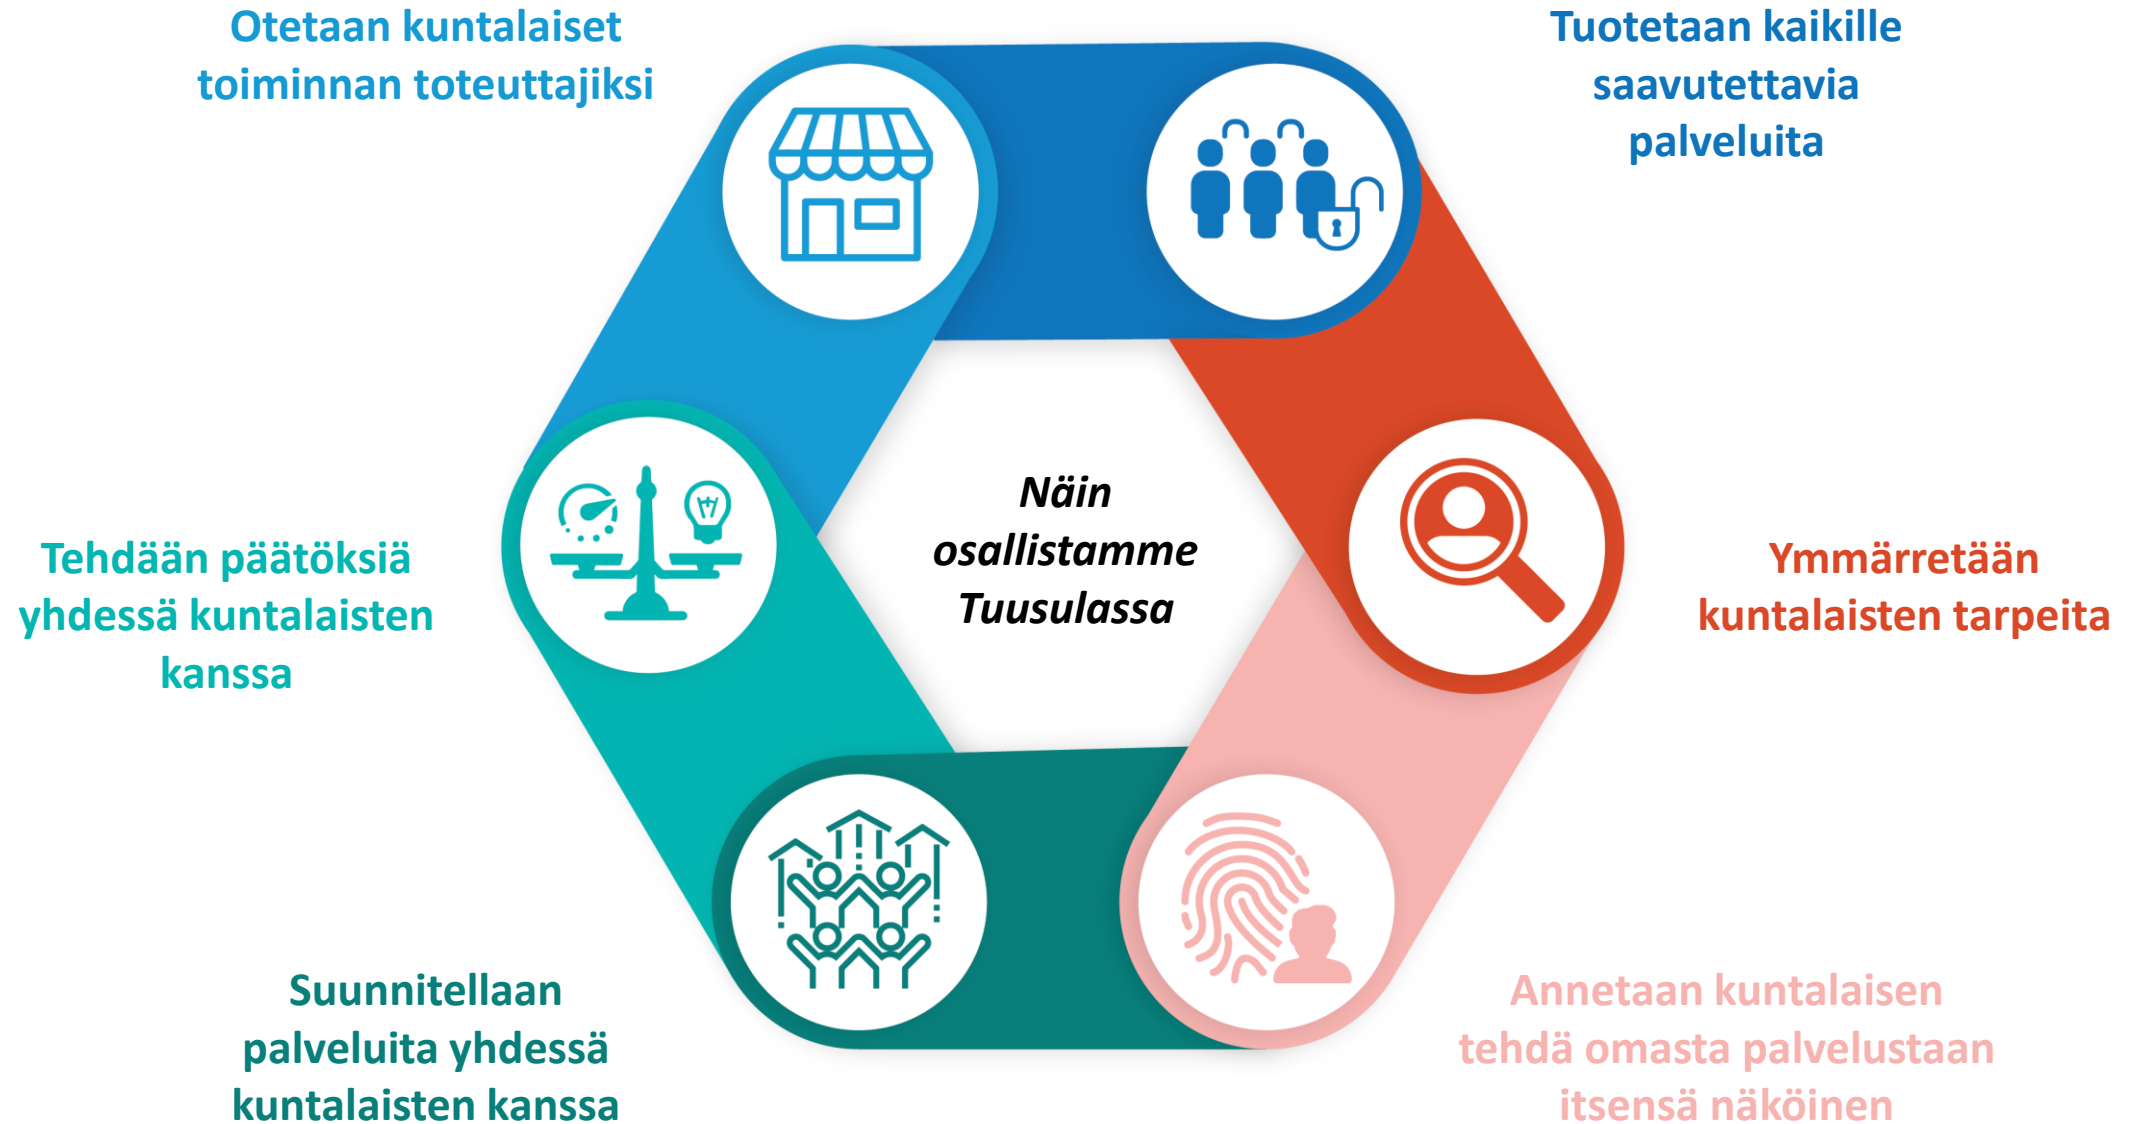 Otetaan kuntalaiset
toiminnan toteuttajiksi
Tuotetaan kaikille
saavutettavia
palveluita
Näin
osallistamme
Tuusulassa
Tehdään päätöksiä
yhdessä kuntalaisten
kanssa
Ymmärretään
kuntalaisten tarpeita
Suunnitellaan
palveluita yhdessä
kuntalaisten kanssa
Annetaan kuntalaisen
tehdä omasta palvelustaan
itsensä näköinen